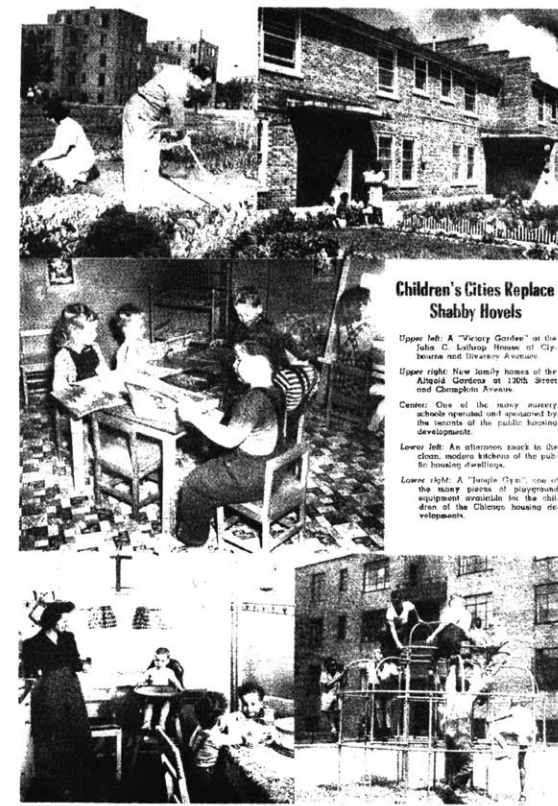 Children's Cities Replace
Shabby Hovels
Upper left: A "Victory Garden" at the
Julia C. Lathrop Homes at Cly-
bourne and Diversey Avenues.
Upper right: New family homes of the
Altgeld Gardens at 130th Street
and Champlain Avenue.
Center: One of the many nursery
schools operated and sponsored by
the tenants of the public housing
developments.
Lower left: An afternoon snack in the
clean, modern kitchens of the pub-
lic housing dwellings.
Lower right: A "Jungle Gym", one of
the many pieces of playground
equipment available for the chil-
dren of the Chicago housing de-
velopments.